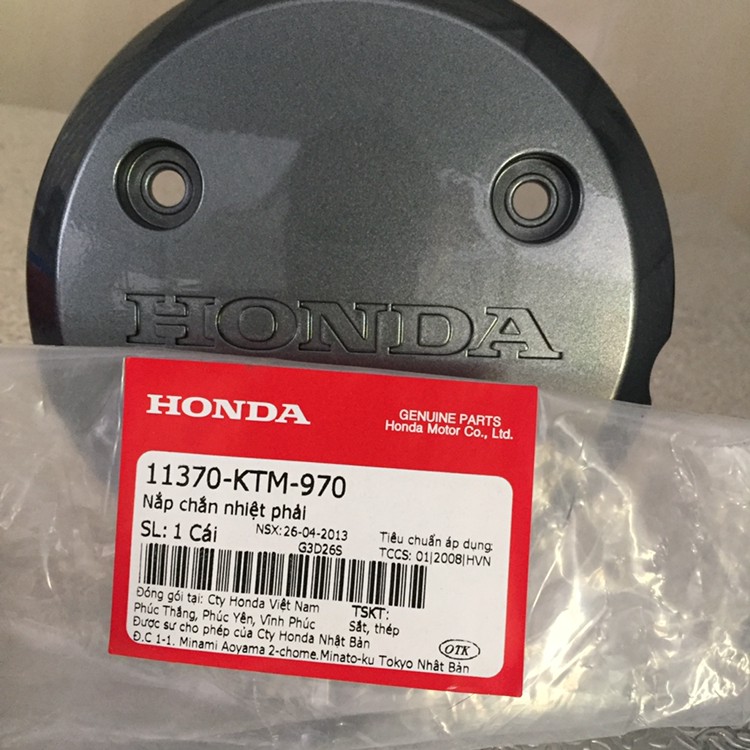 HONDA
HONDA
GENUINE PARTS
Honda Motor Co., Ltd.
11370-KTM-970
Nắp chắn nhiệt phải
SL: 1 Cái
NSX: 26-04-2013
G3D26S
Tiêu chuẩn áp dụng:
TCCS: 01|2008|HVN
Đóng gói tại: Cty Honda Việt Nam
Phúc Thắng, Phúc Yên, Vĩnh Phúc
TSKT:
Sắt, thép
Được sự cho phép của Cty Honda Nhật Bản
Đ.C 1-1. Minami Aoyama 2-chome.Minato-ku Tokyo Nhật Bản
QTK